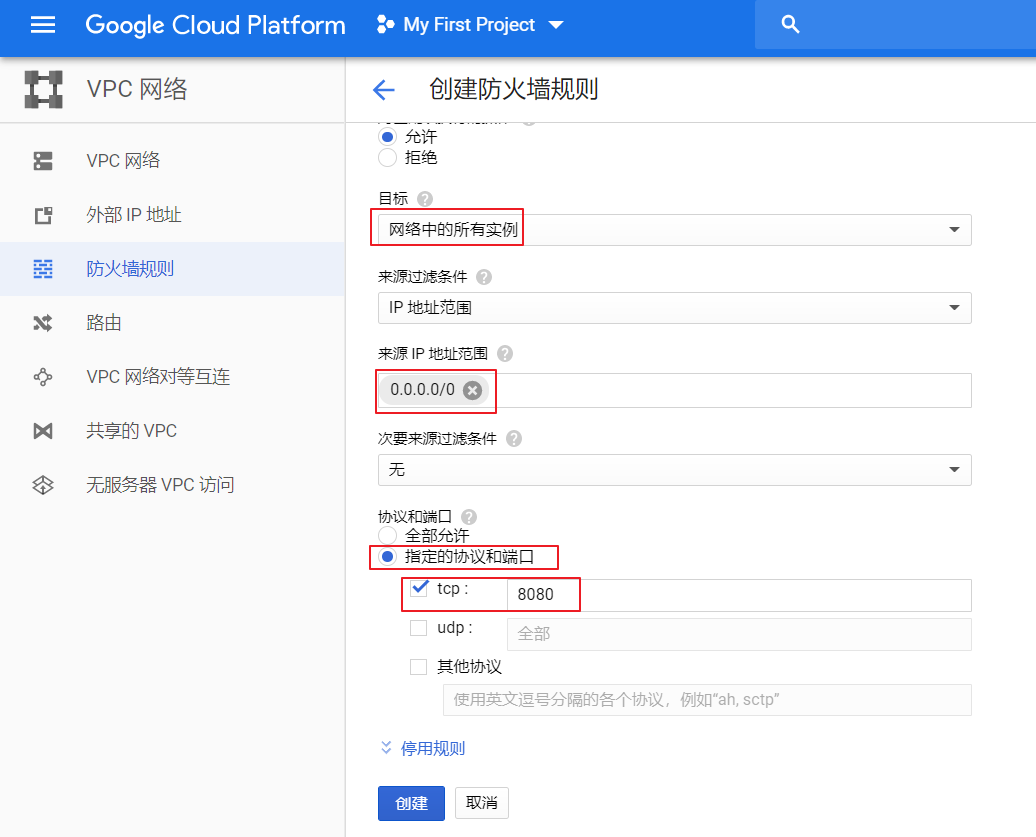 Google Cloud Platform
My First Project
VPC 网络
VPC 网络
外部 IP 地址
防火墙规则
路由
VPC 网络对等互连
共享的 VPC
无服务器 VPC 访问
创建防火墙规则
允许
拒绝
目标
网络中的所有实例
来源过滤条件
IP 地址范围
来源 IP 地址范围
0.0.0.0/0
次要来源过滤条件
无
协议和端口
全部允许
指定的协议和端口
tcp : 8080
udp : 全部
其他协议
使用英文逗号分隔的各个协议，例如“ah, sctp”
停用规则
创建 取消